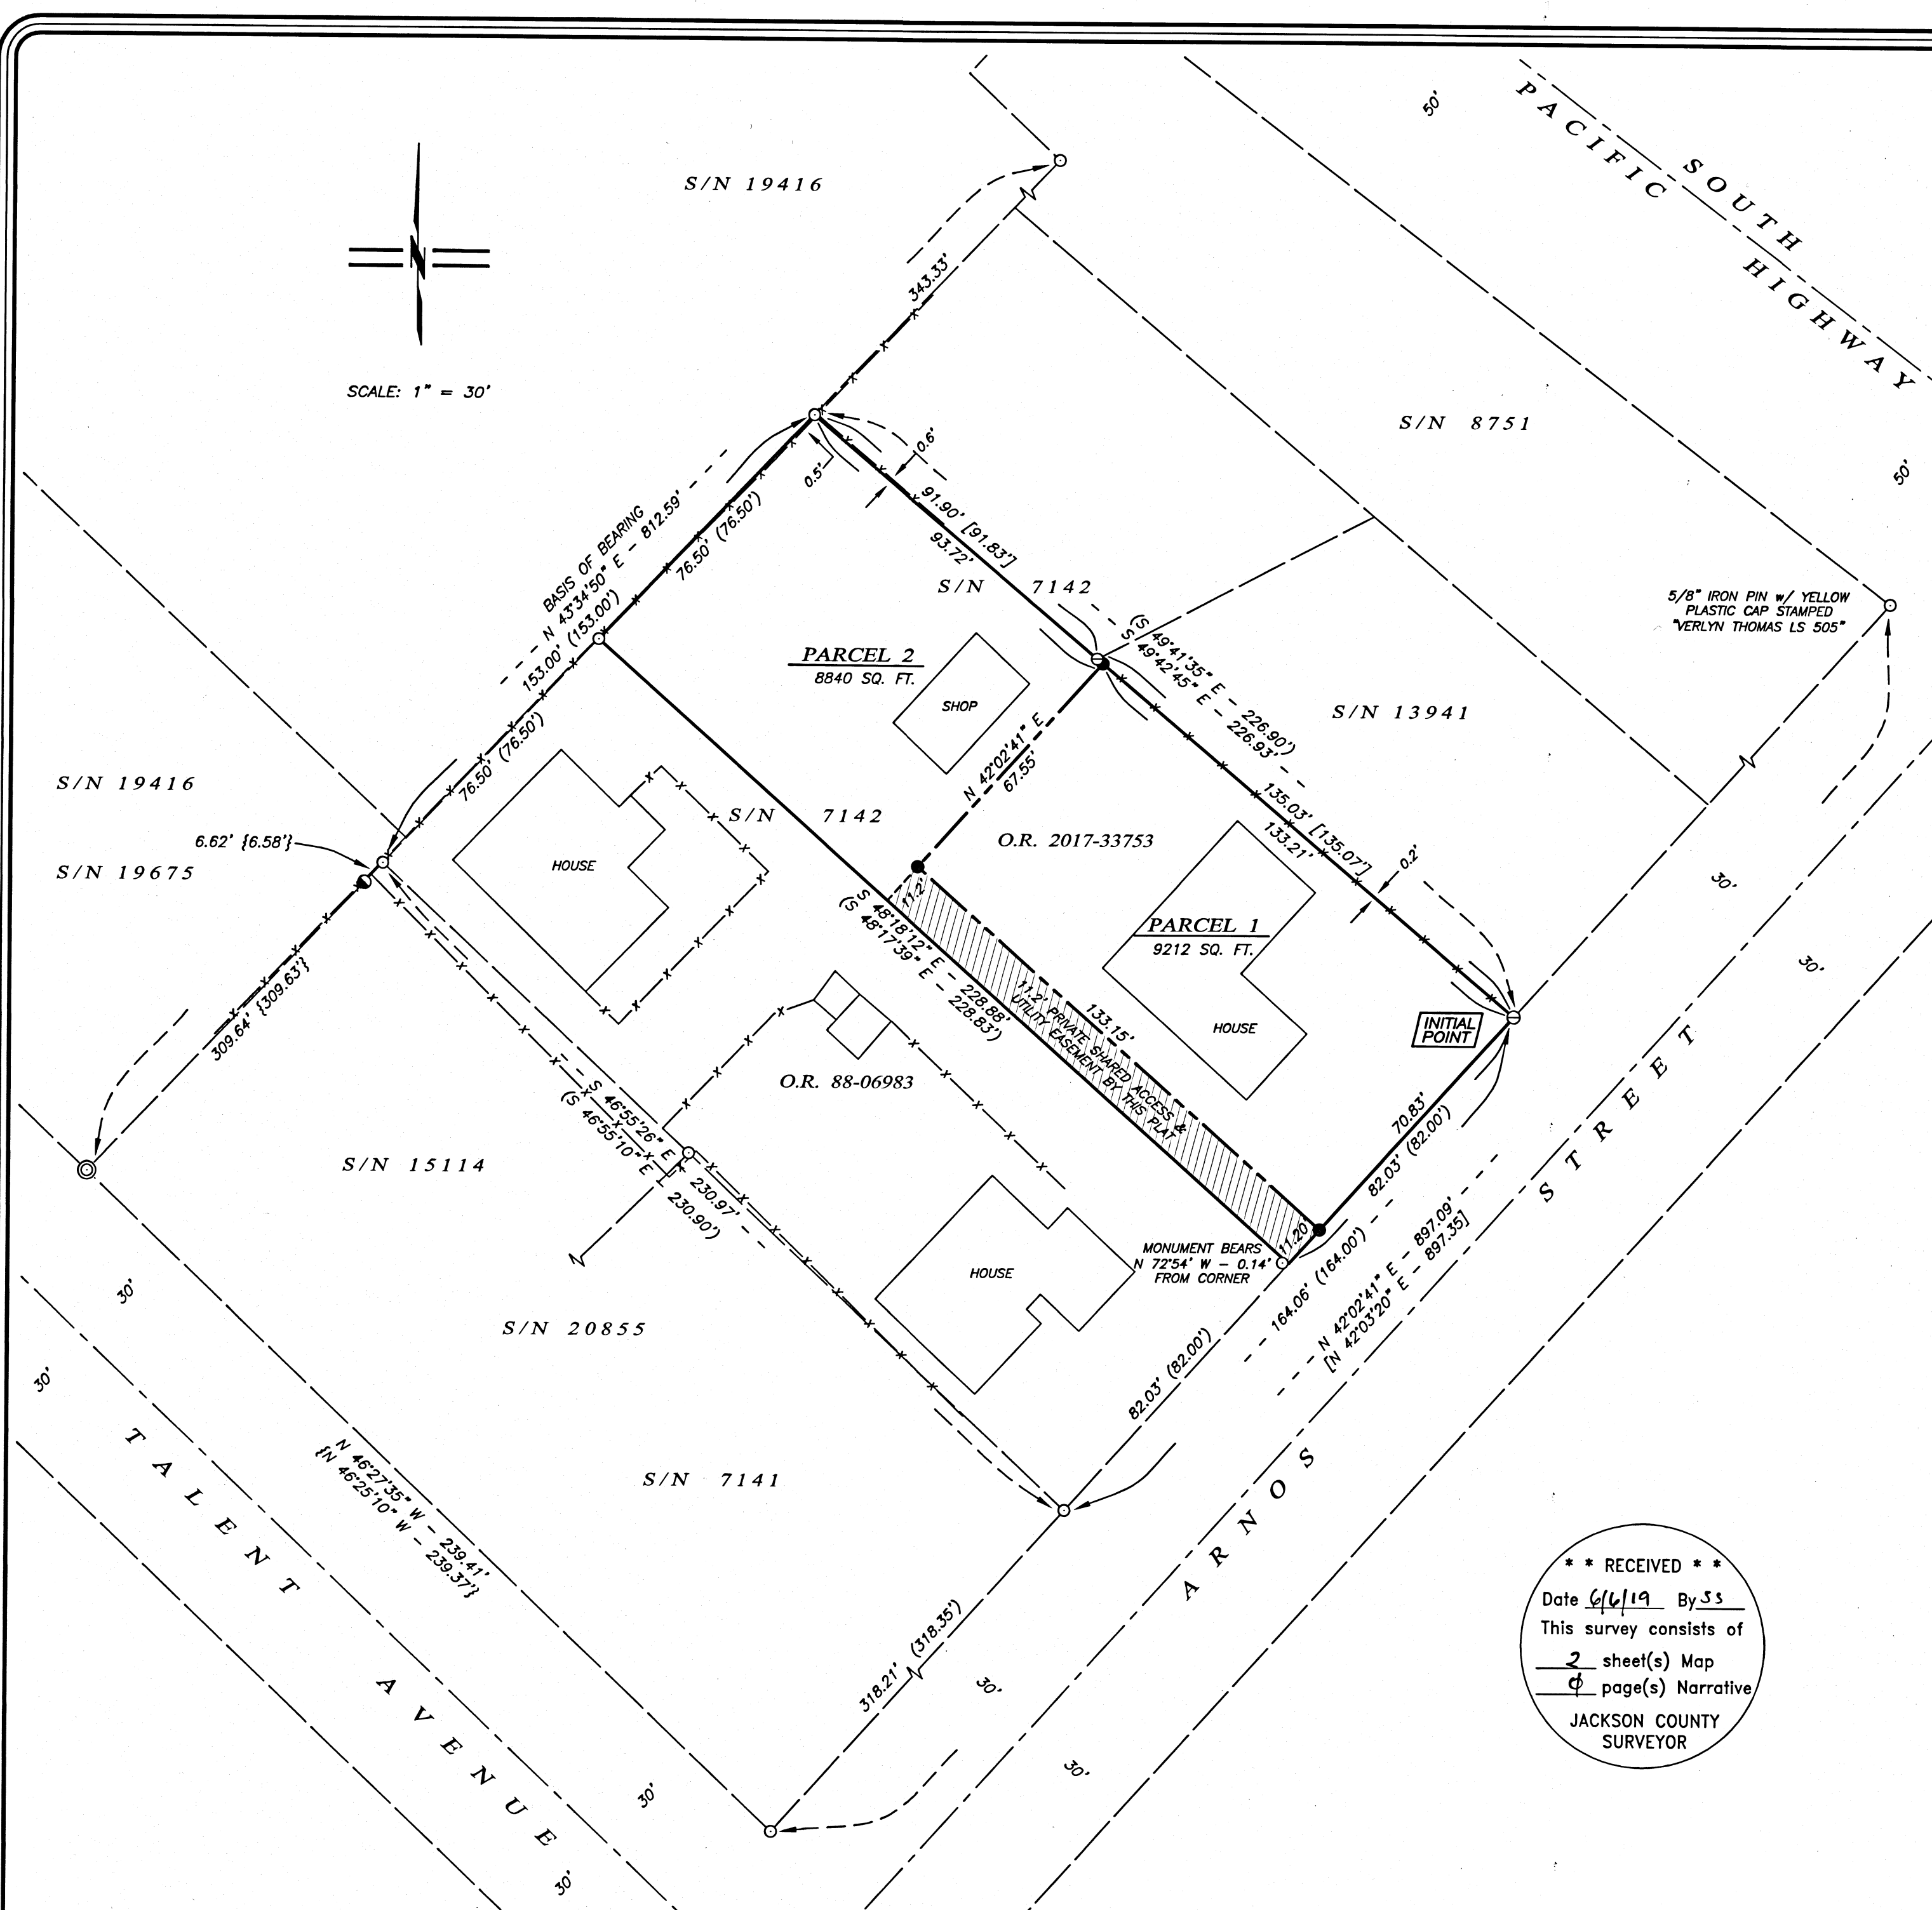 S/N 19416
N
SCALE: 1" = 30'
50'
PACIFIC
SOUTH
HIGHWAY
50'
343.33'
S/N 8751
0.6'
0.5'
91.90' [91.83']
93.72'
BASIS OF BEARING
N 43°34'50" E - 812.59'
153.00' (153.00')
76.50' (76.50')
S/N 7142
5/8" IRON PIN w/ YELLOW
PLASTIC CAP STAMPED
"VERLYN THOMAS LS 505"
PARCEL 2
8840 SQ. FT.
SHOP
(S 49°41'35" E - 226.90')
S 49°42'45" E - 226.93'
S/N 13941
N 42°02'41" E
67.55'
76.50' (76.50')
S/N 19416
6.62' {6.58'}
S/N 19675
HOUSE
S/N 7142
O.R. 2017-33753
135.03' [135.07']
133.21'
0.2'
30'
30'
11.2'
PARCEL 1
9212 SQ. FT.
HOUSE
INITIAL
POINT
S 48°18'12" E - 228.88'
(S 48°17'39" E - 228.83')
133.15'
11.2' PRIVATE SHARED ACCESS &
UTILITY EASEMENT BY THIS PLAT
309.64' {309.63'}
O.R. 88-06983
S 46°55'26" E - 230.97'
(S 46°55'10" E - 230.90')
S/N 15114
70.83'
82.03' (82.00')
11.20'
MONUMENT BEARS
N 72°54' W - 0.14'
FROM CORNER
164.06' (164.00')
N 42°02'41" E - 897.09'
[N 42°03'20" E - 897.35]
HOUSE
82.03' (82.00')
S/N 20855
30'
30'
TALENT AVENUE
N 46°27'35" W - 239.41'
{N 46°25'10" W - 239.37'}
S/N 7141
318.21' (318.35')
ARNOS STREET
30'
30'
30'
30'
* * RECEIVED * *
Date 6/6/19 By SS
This survey consists of
2 sheet(s) Map
0 page(s) Narrative
JACKSON COUNTY
SURVEYOR